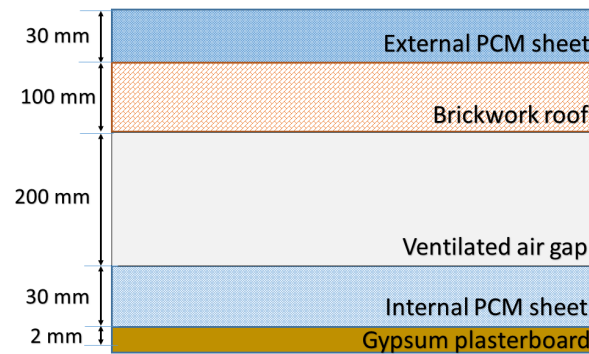 30 mm
External PCM sheet
100 mm
Brickwork roof
200 mm
Ventilated air gap
30 mm
Internal PCM sheet
2 mm
Gypsum plasterboard